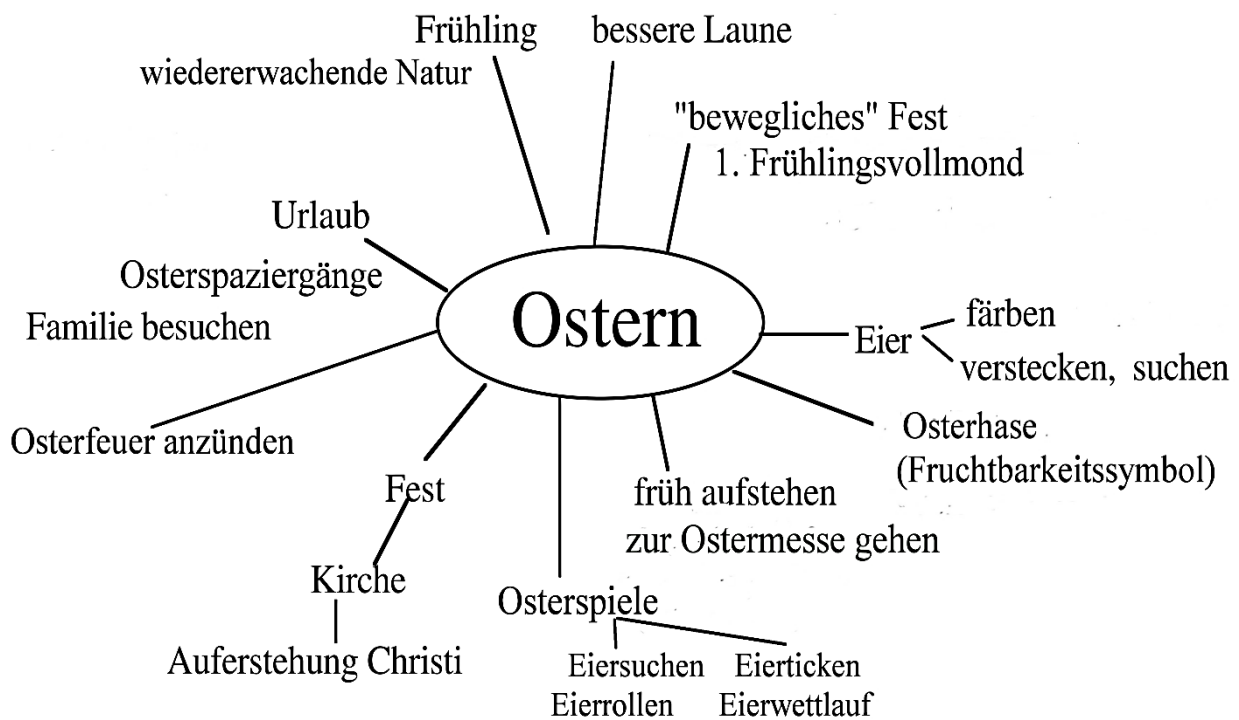 Frühling
bessere Laune
wiedererwachende Natur
"bewegliches" Fest
1. Frühlingsvollmond
Urlaub
Osterspaziergänge
Familie besuchen
Ostern
Eier
färben
verstecken, suchen
Osterfeuer anzünden
Osterhase
(Fruchtbarkeitssymbol)
Fest
früh aufstehen
zur Ostermesse gehen
Kirche
Auferstehung Christi
Osterspiele
Eiersuchen
Eierticken
Eierrollen
Eierwettlauf